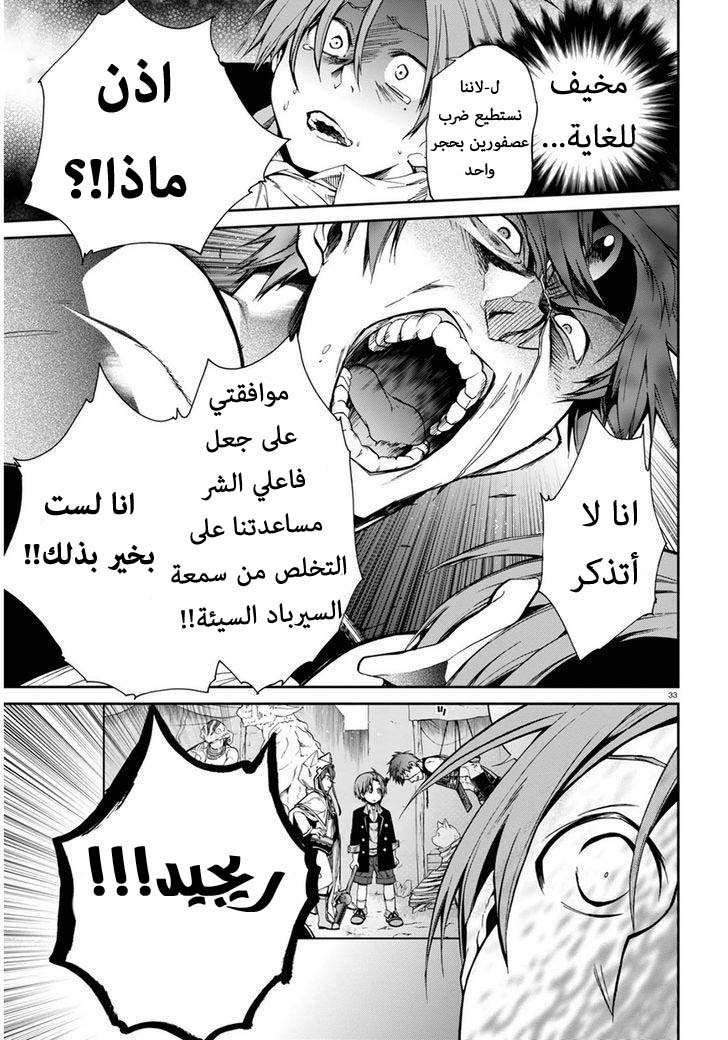 مخيف
للغاية...
ل-لاننا
نستطيع ضرب
عصفورين بحجر
واحد
اذن
ماذا!؟
انا لا
أتذكر
موافقتي
على جعل
فاعلي الشر
مساعدتنا على
التخلص من سمعة
السيرباد السيئة!!
انا لست
بخير بذلك!!
33
ريجيد!!!